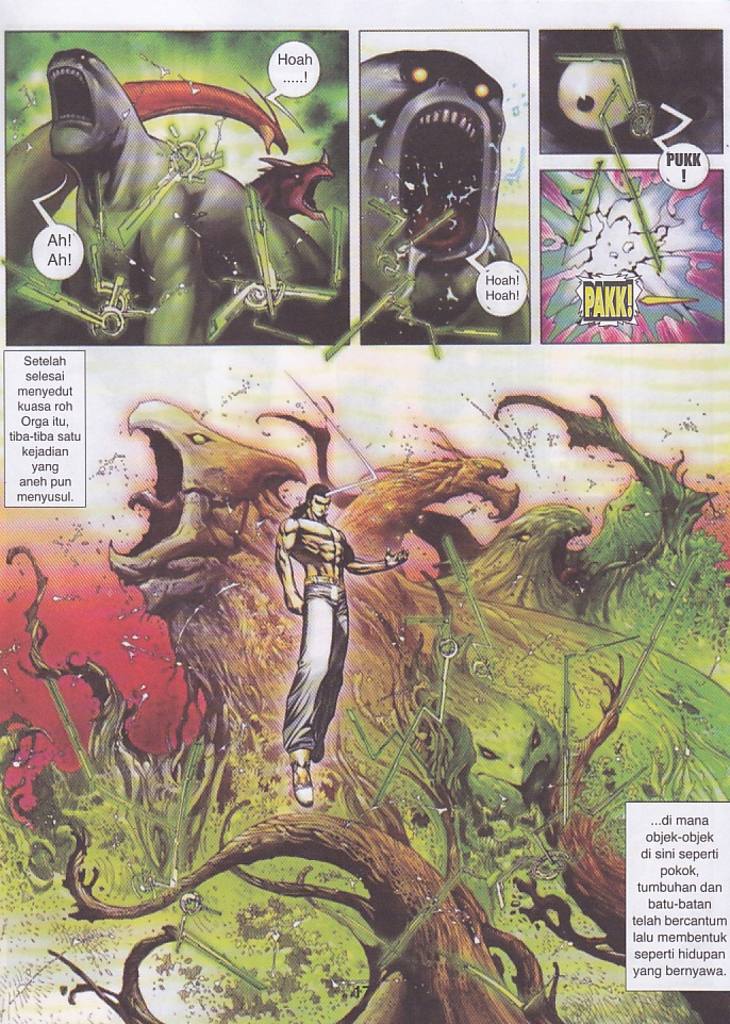 Hoah
.....!
Ah!
Ah!
Hoah!
Hoah!
PUKK
!
PAKK!
Setelah
selesai
menyedut
kuasa roh
Orga itu,
tiba-tiba satu
kejadian
yang
aneh pun
menyusul.
...di mana
objek-objek
di sini seperti
pokok,
tumbuhan dan
batu-batan
telah bercantum
lalu membentuk
seperti hidupan
yang bernyawa.
17